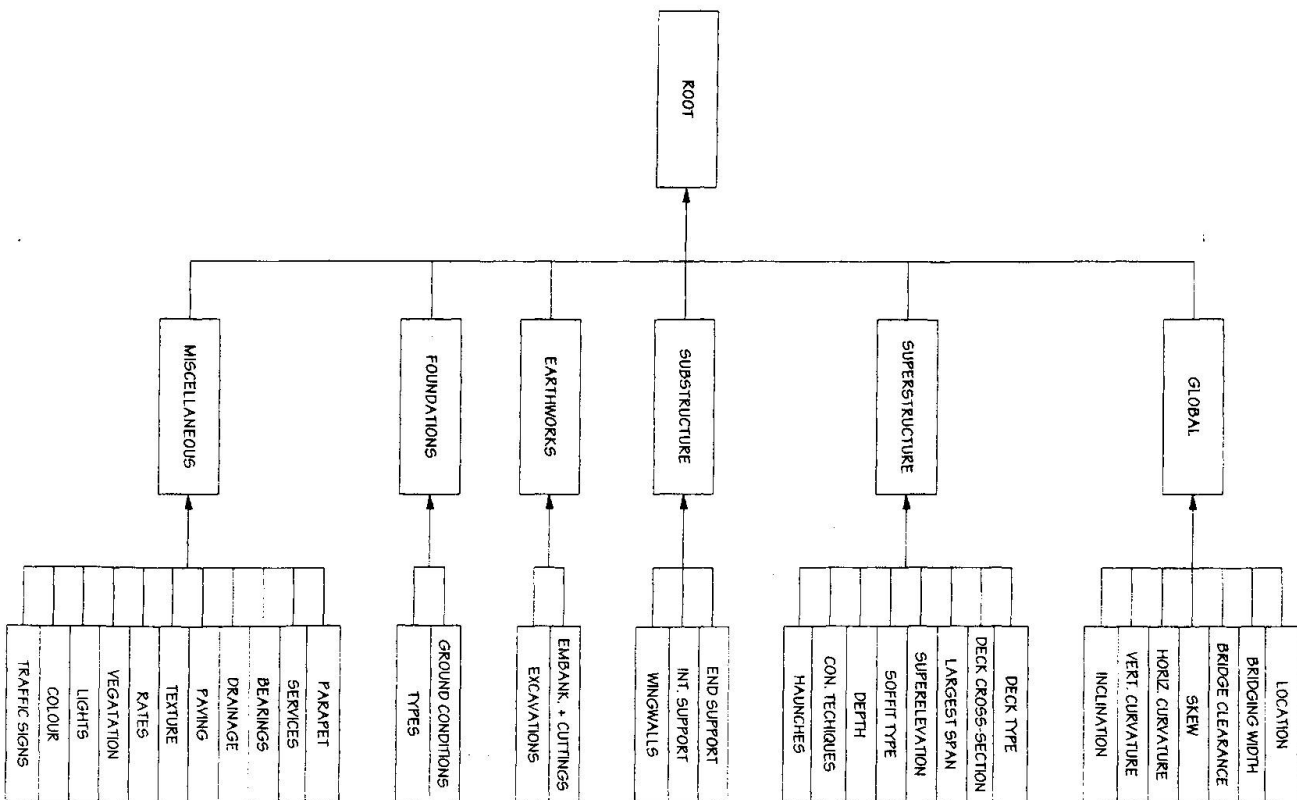 ROOT
GLOBAL
LOCATION
BRIDGING WIDTH
BRIDGE CLEARANCE
SKEW
HORIZ. CURVATURE
VERT. CURVATURE
INCLINATION
SUPERSTRUCTURE
DECK TYPE
DECK CROSS-SECTION
LARGEST SPAN
SUPERELEVATION
SOFFIT TYPE
DEPTH
CON. TECHIQUES
HAUNCHES
SUBSTRUCTURE
END SUPPORT
INT. SUPPORT
WINGWALLS
EARTHWORKS
EMBANK. + CUTTINGS
EXCAVATIONS
FOUNDATIONS
GROUND CONDITIONS
TYPES
MISCELLANEOUS
PARAPET
SERVICES
BEARINGS
DRAINAGE
PAVING
TEXTURE
RATES
VEGATATION
LIGHTS
COLOUR
TRAFFIC SIGNS